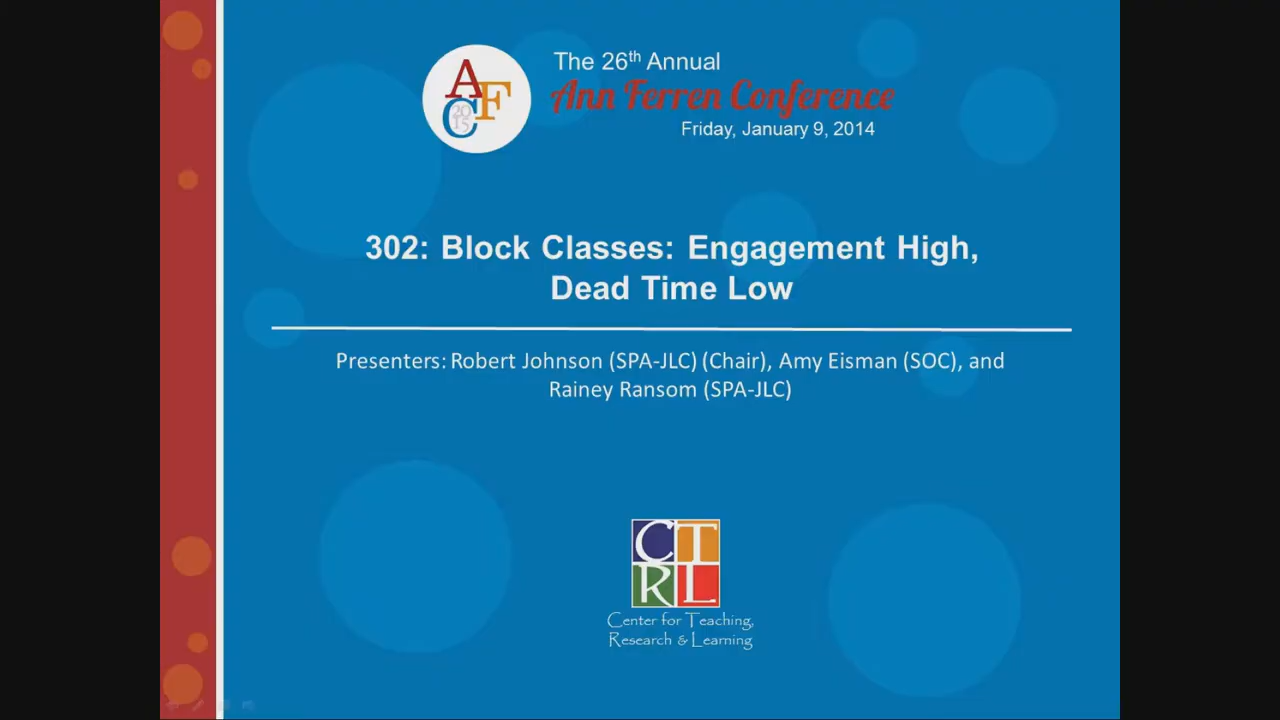 The 26th Annual
AFC
2015
Ann Ferren Conference
Friday, January 9, 2014
302: Block Classes: Engagement High,
Dead Time Low
Presenters: Robert Johnson (SPA-JLC) (Chair), Amy Eisman (SOC), and
Rainey Ransom (SPA-JLC)
CTRL
Center for Teaching,
Research & Learning